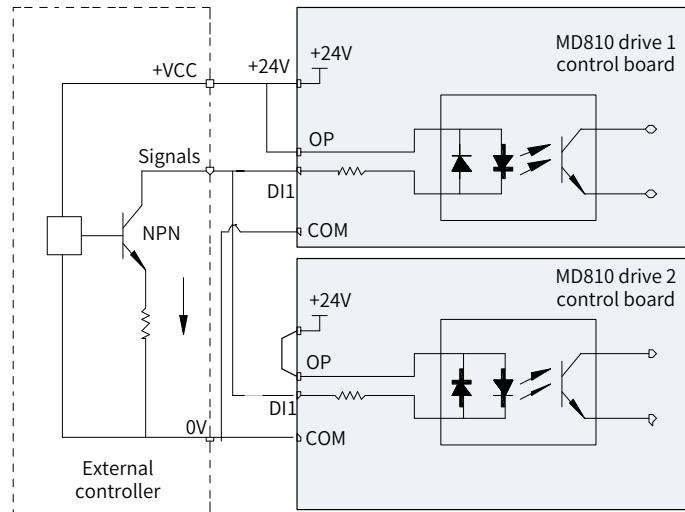 MD810 drive 1
control board
+VCC
+24V
+24V
OP
Signals
DI1
NPN
COM
MD810 drive 2
control board
+24V
OP
DI1
0V
COM
External
controller